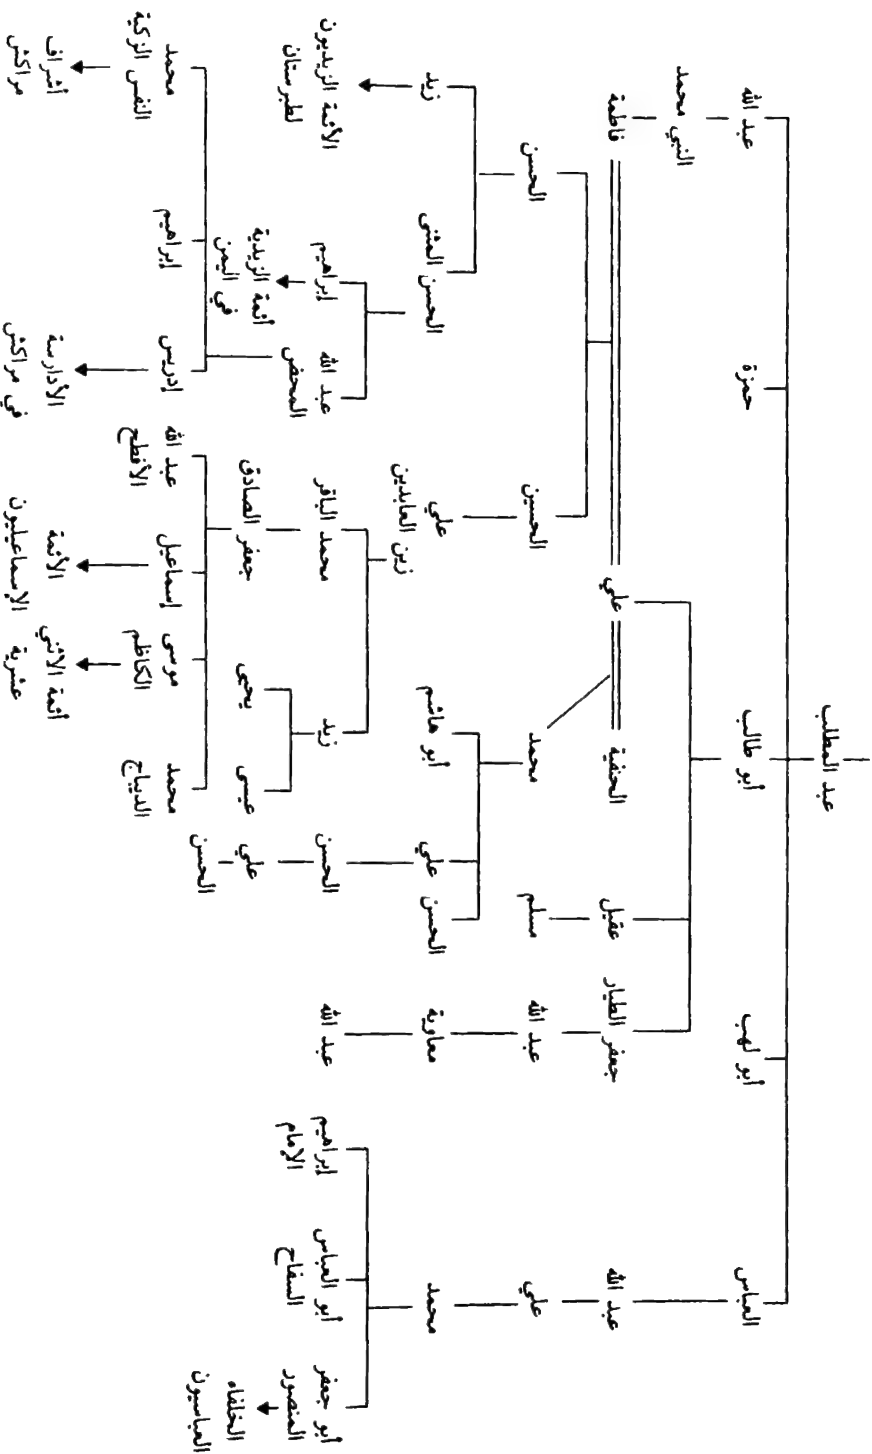 عبد المطلب
العباس
أبو لهب
أبو طالب
حمزة
عبد الله
النبي محمد
عبد الله
جعفر الطيار
عقيل
الحنفية
علي
فاطمة
علي
عبد الله
مسلم
محمد
الحسين
الحسن
محمد
معاوية
الحسن
علي
أبو هاشم
علي
زين العابدين
الحسن المثنى
زيد
أبو جعفر
المنصور
أبو العباس
السفاح
إبراهيم
الإمام
عبد الله
الحسن
زيد
محمد الباقر
عبد الله
المحض
إبراهيم
الأئمة الزيديون
لطبرستان
الخلفاء
العباسيون
علي
الحسن
عيسى
يحيى
جعفر الصادق
أئمة الزيدية
في اليمن
محمد
الديباج
موسى
الكاظم
إسماعيل
عبد الله
الأفطح
إدريس
إبراهيم
محمد
النفس الزكية
أئمة الاثني
عشرية
الأئمة
الإسماعيليون
الأدارسة
في مراكش
أشراف
مراكش